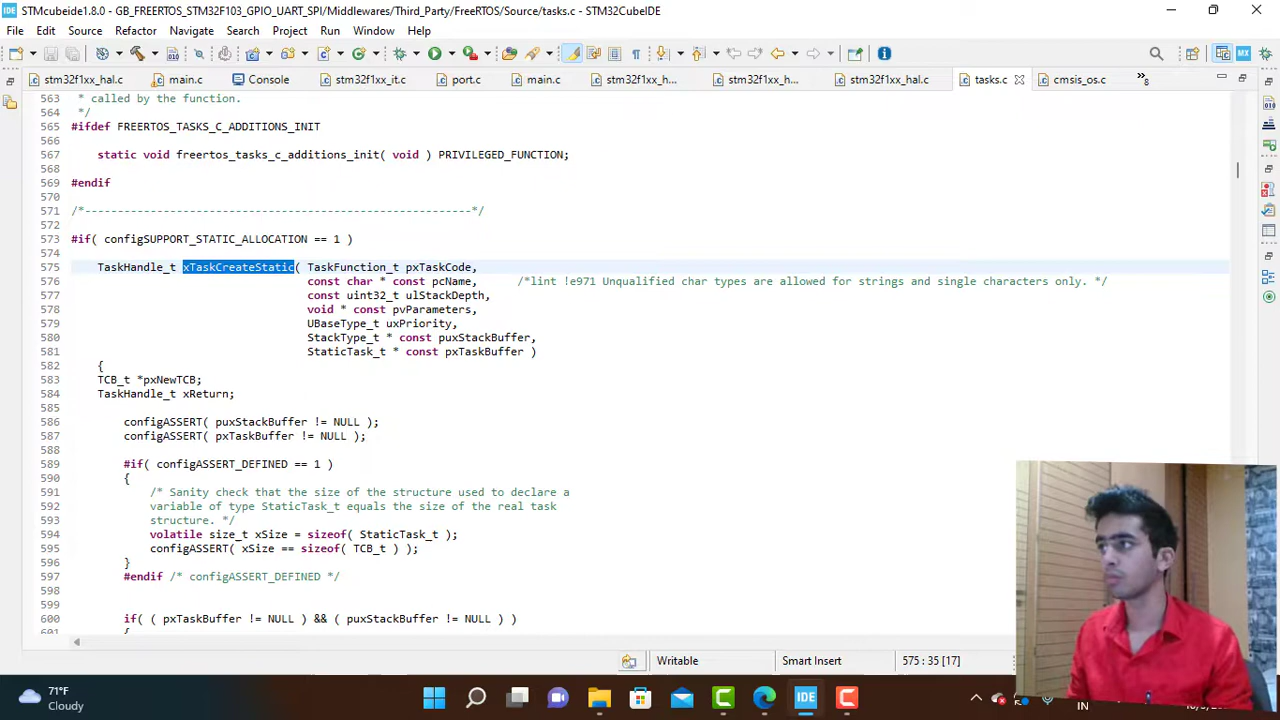 STMcubeide1.8.0 - GB_FREERTOS_STM32F103_GPIO_UART_SPI/Middlewares/Third_Party/FreeRTOS/Source/tasks.c - STM32CubeIDE
File Edit Source Refactor Navigate Search Project Run Window Help
MX
stm32f1xx_hal.c main.c Console stm32f1xx_it.c port.c main.c stm32f1xx_h... stm32f1xx_h... stm32f1xx_hal.c tasks.c cmsis_os.c »8
563 * called by the function.
564 */
565 #ifdef FREERTOS_TASKS_C_ADDITIONS_INIT
566
567 static void freertos_tasks_c_additions_init( void ) PRIVILEGED_FUNCTION;
568
569 #endif
570
571 /*-----------------------------------------------------------*/
572
573 #if( configSUPPORT_STATIC_ALLOCATION == 1 )
574
575 TaskHandle_t xTaskCreateStatic( TaskFunction_t pxTaskCode,
576 const char * const pcName, /*lint !e971 Unqualified char types are allowed for strings and single characters only. */
577 const uint32_t ulStackDepth,
578 void * const pvParameters,
579 UBaseType_t uxPriority,
580 StackType_t * const puxStackBuffer,
581 StaticTask_t * const pxTaskBuffer )
582 {
583 TCB_t *pxNewTCB;
584 TaskHandle_t xReturn;
585
586 configASSERT( puxStackBuffer != NULL );
587 configASSERT( pxTaskBuffer != NULL );
588
589 #if( configASSERT_DEFINED == 1 )
590 {
591 /* Sanity check that the size of the structure used to declare a
592 variable of type StaticTask_t equals the size of the real task
593 structure. */
594 volatile size_t xSize = sizeof( StaticTask_t );
595 configASSERT( xSize == sizeof( TCB_t ) );
596 }
597 #endif /* configASSERT_DEFINED */
598
599
600 if( ( pxTaskBuffer != NULL ) && ( puxStackBuffer != NULL ) )
601 {
Writable Smart Insert 575 : 35 [17]
71°F
Cloudy
IDE
IN